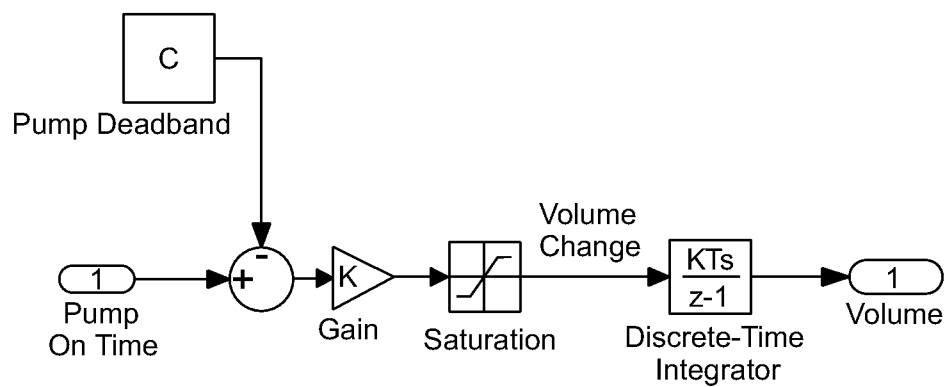 C
Pump Deadband
-
+
1
Pump
On Time
K
Gain
Saturation
Volume
Change
KTs
z-1
Discrete-Time
Integrator
1
Volume